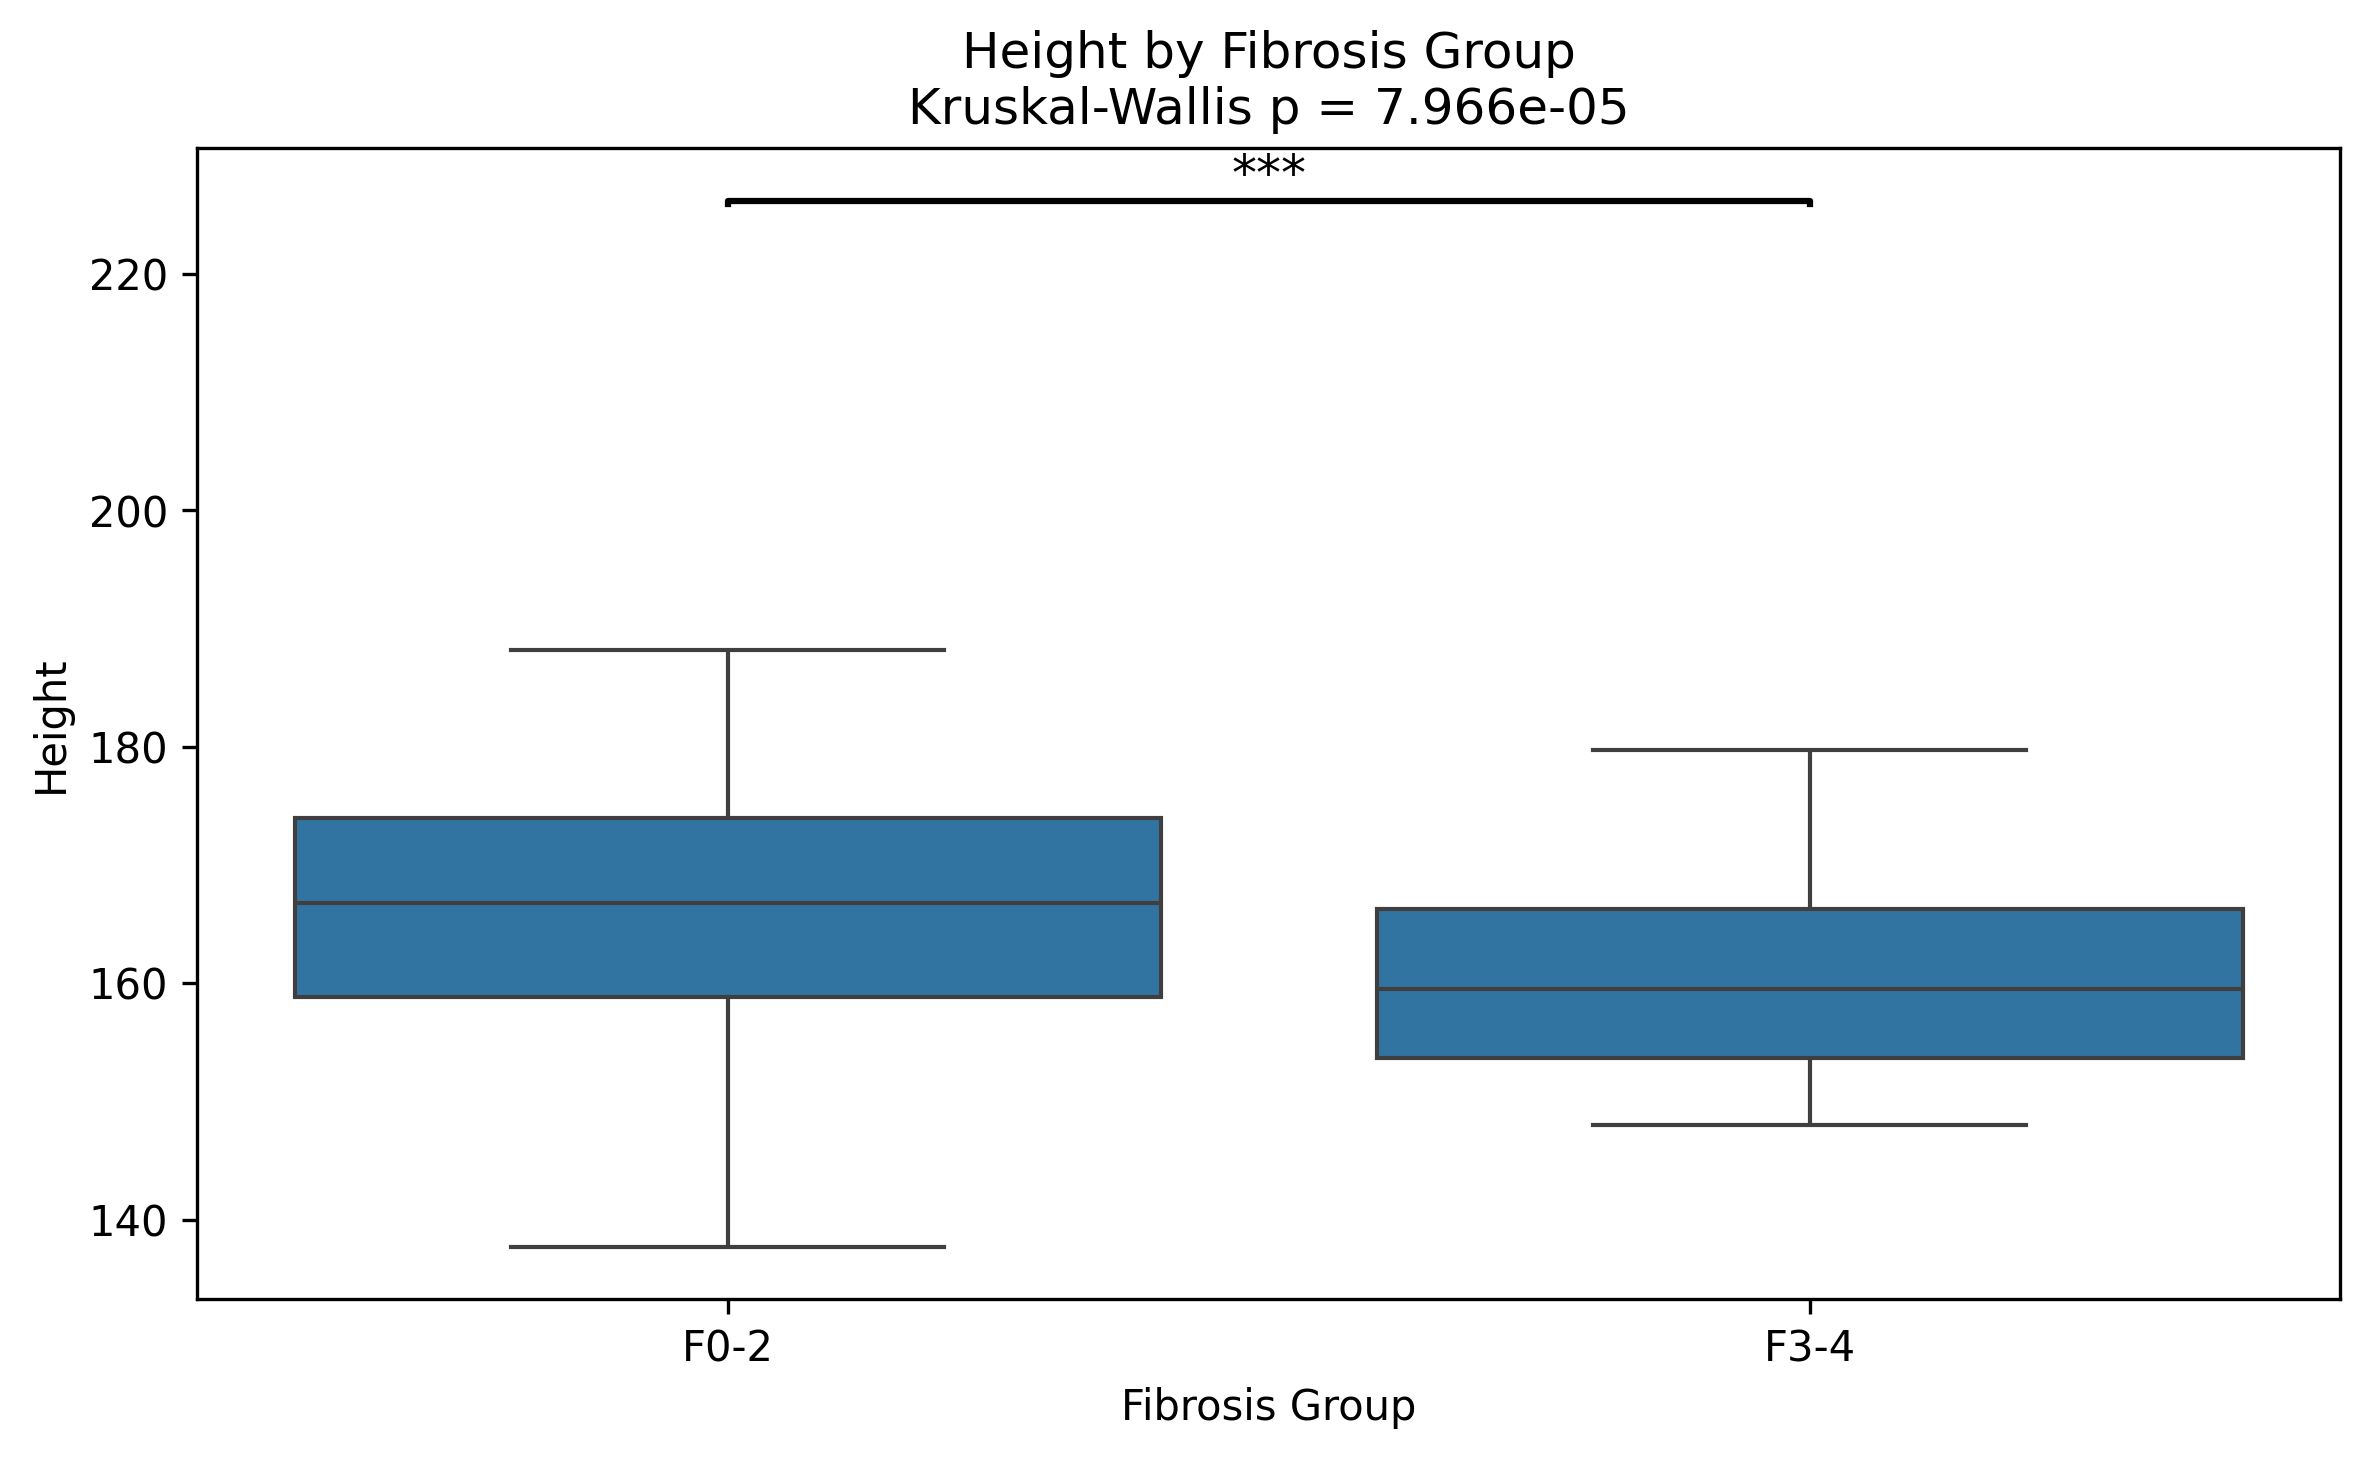 Height by Fibrosis Group
Kruskal-Wallis p = 7.966e-05
***
220
200
180
160
140
Height
F0-2
F3-4
Fibrosis Group